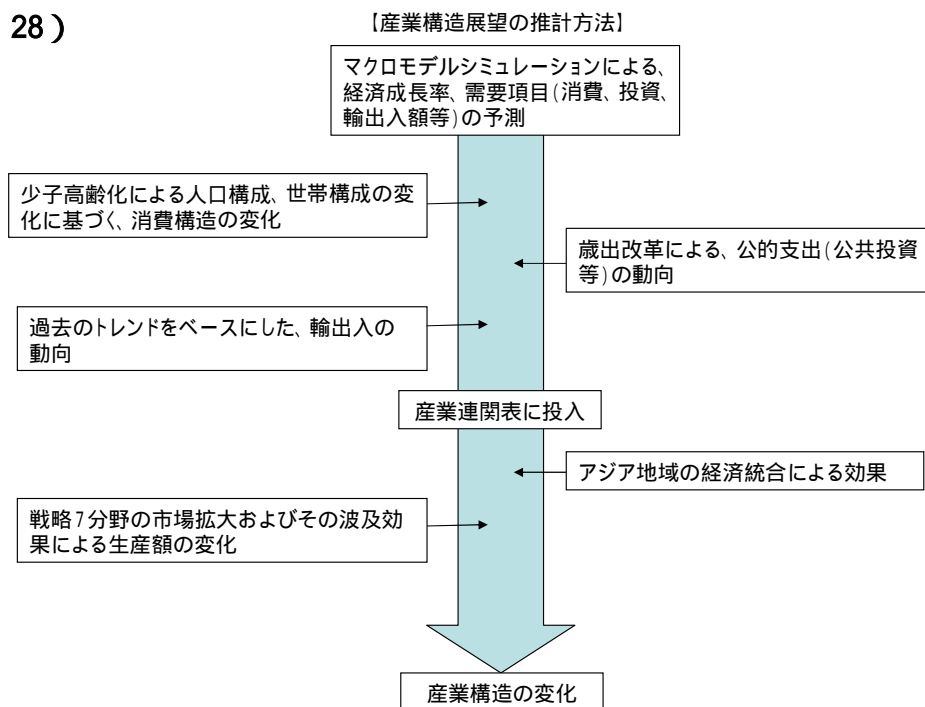 28）
【産業構造展望の推計方法】
マクロモデルシミュレーションによる、
経済成長率、需要項目（消費、投資、
輸出入額等）の予測
少子高齢化による人口構成、世帯構成の変
化に基づく、消費構造の変化
歳出改革による、公的支出（公共投資
等）の動向
過去のトレンドをベースにした、輸出入の
動向
産業連関表に投入
アジア地域の経済統合による効果
戦略7分野の市場拡大およびその波及効
果による生産額の変化
産業構造の変化